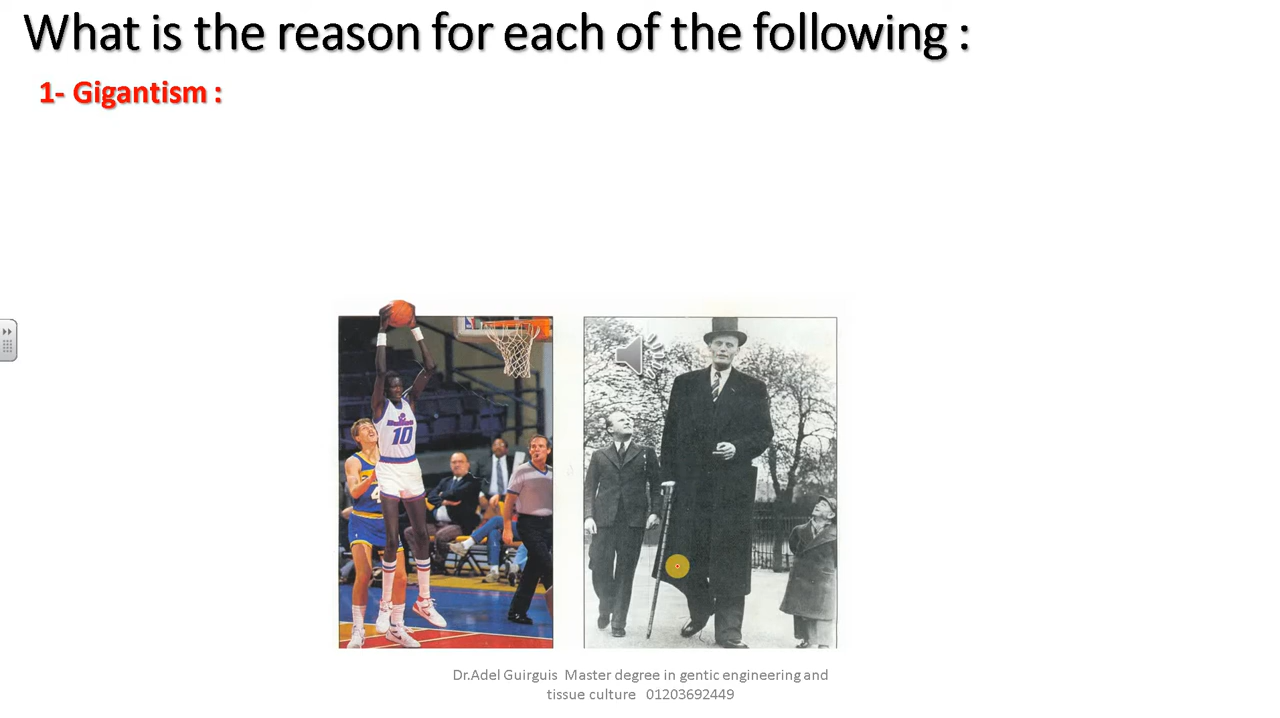 What is the reason for each of the following :
1- Gigantism :
10
4
Dr.Adel Guirguis Master degree in gentic engineering and
tissue culture 01203692449